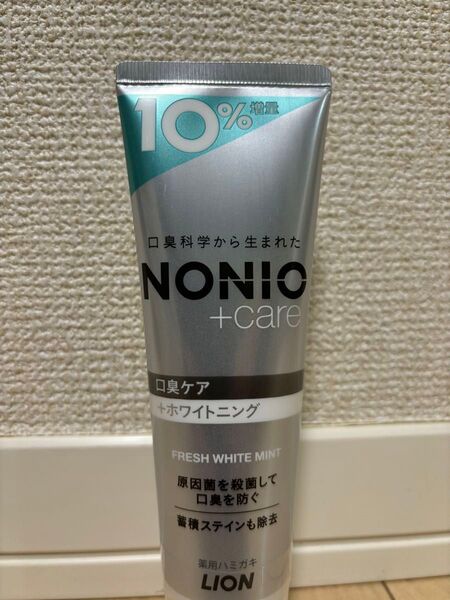 10%増量
口臭科学から生まれた
NONIO
+care
口臭ケア
+ホワイトニング
FRESH WHITE MINT
原因菌を殺菌して
口臭を防ぐ
蓄積ステインも除去
薬用ハミガキ
LION